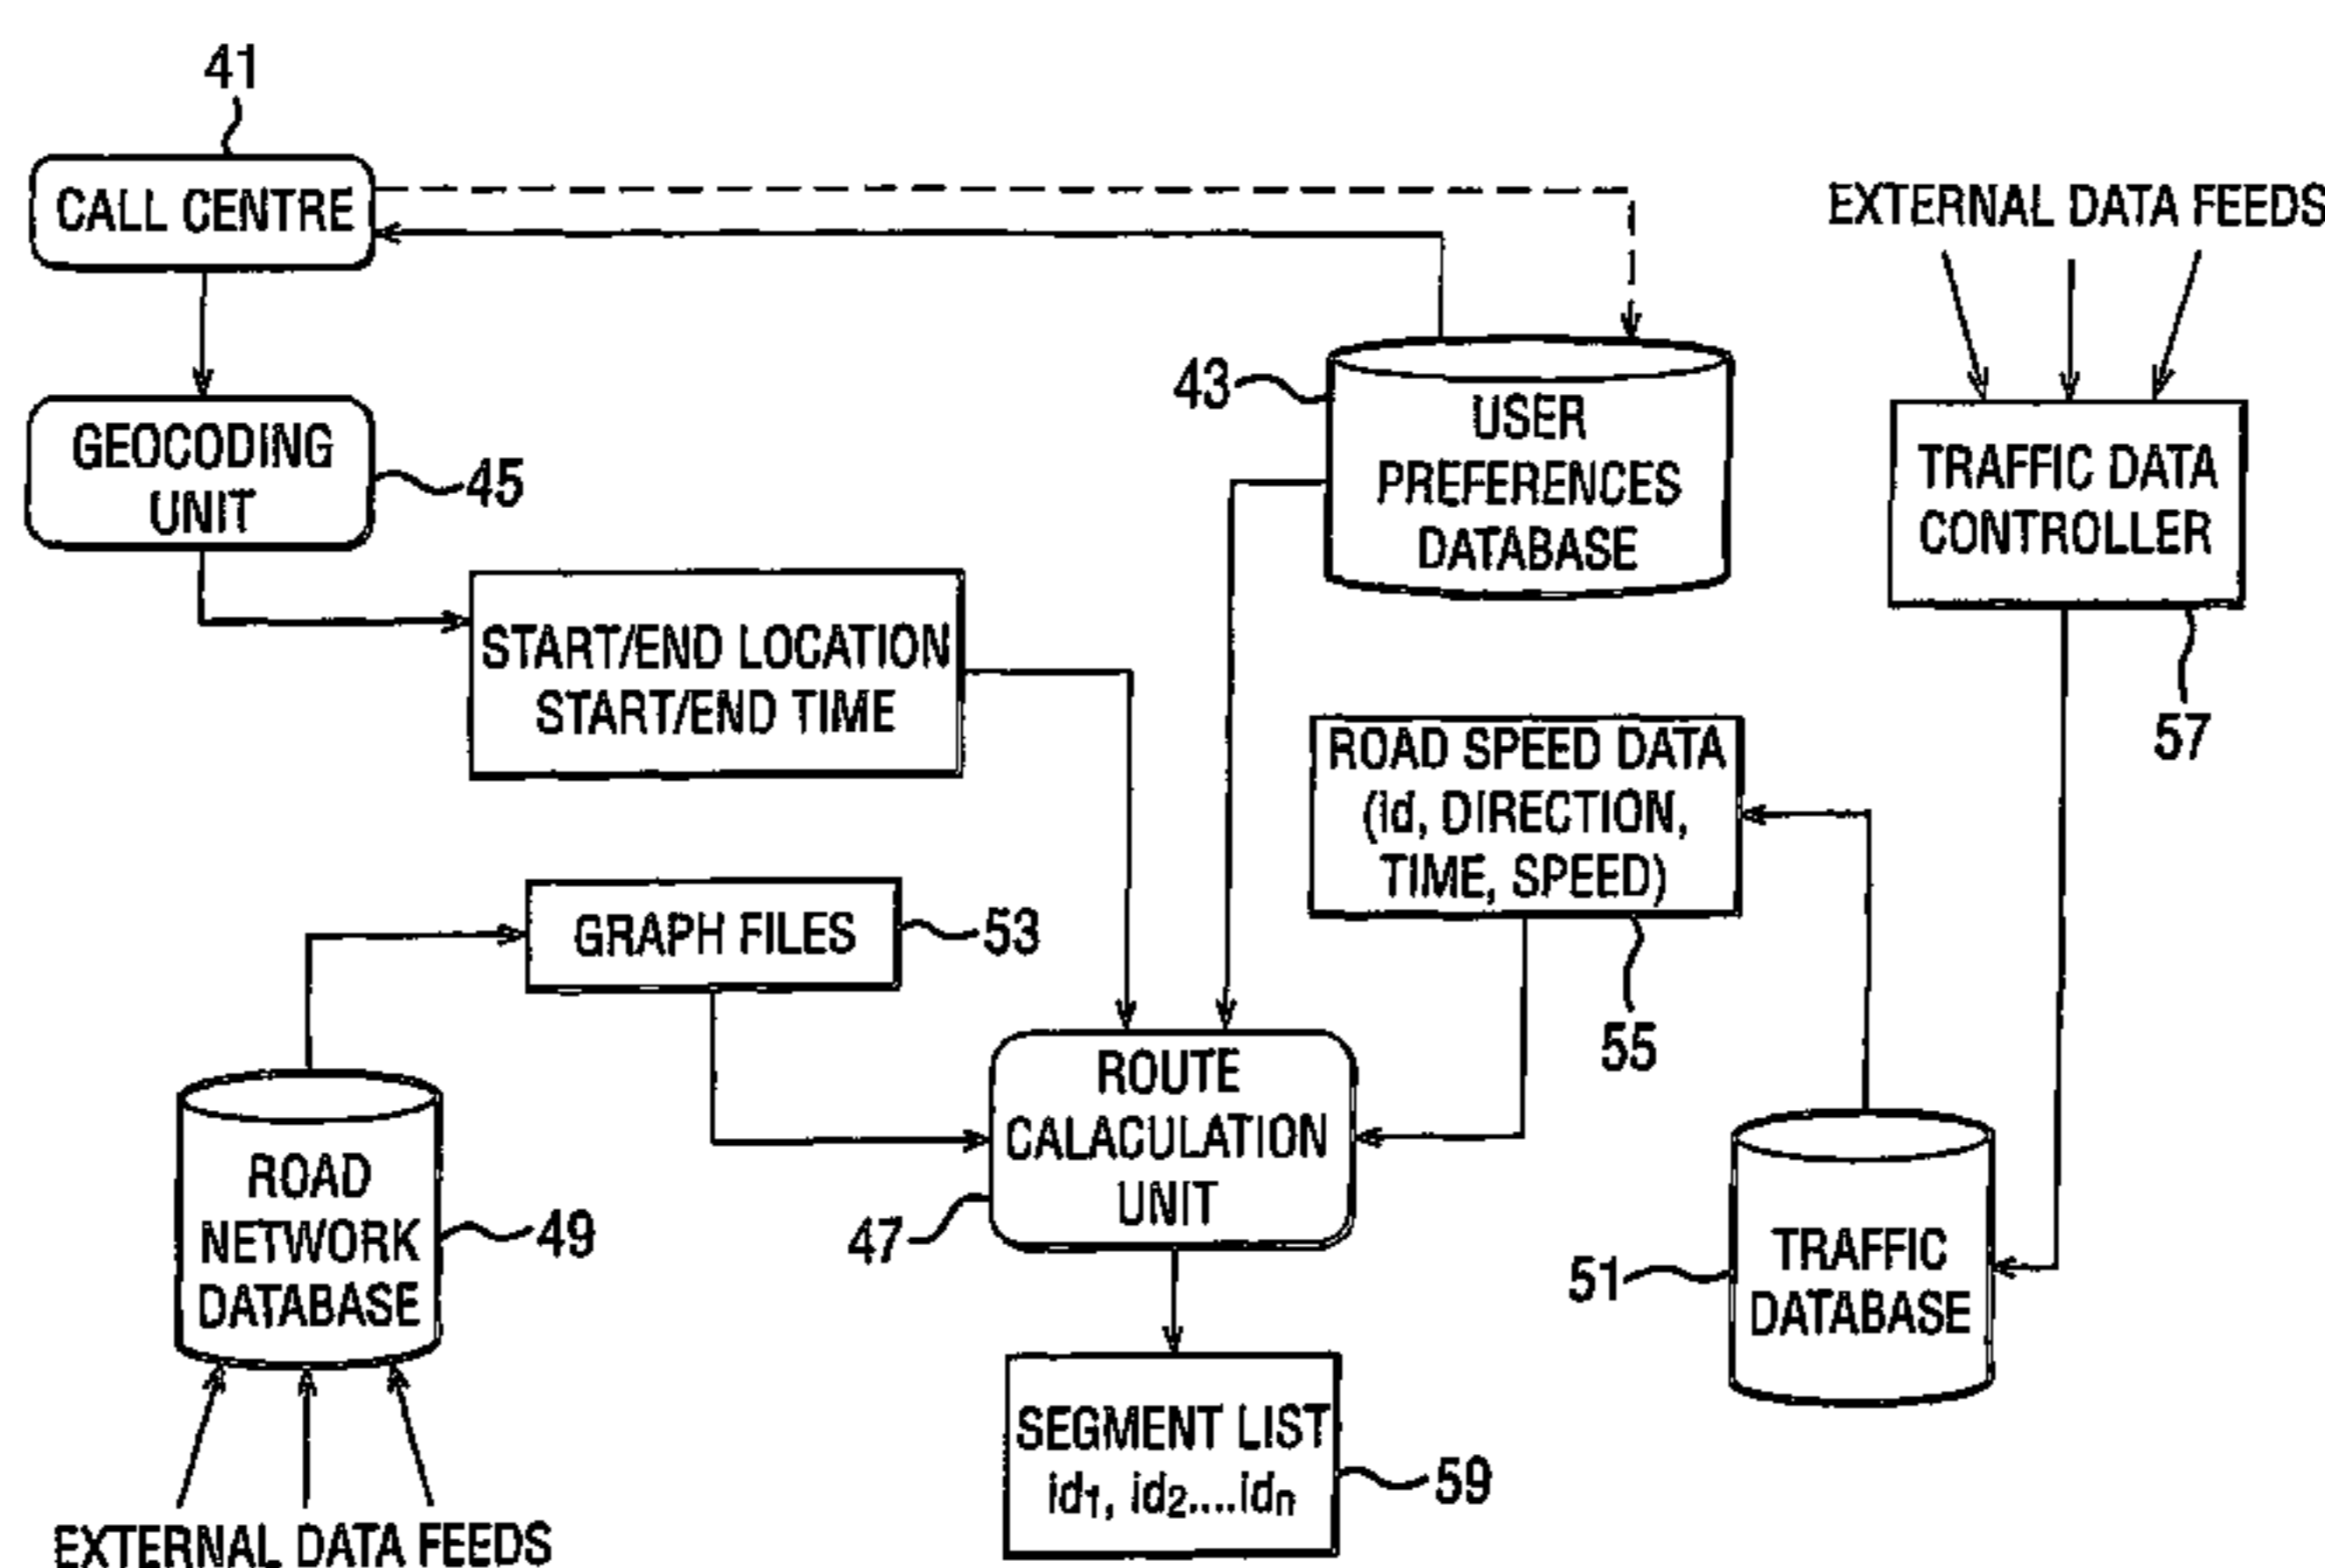 41
CALL CENTRE
EXTERNAL DATA FEEDS
43
USER
PREFERENCES
DATABASE
GEOCODING
UNIT
45
TRAFFIC DATA
CONTROLLER
57
START/END LOCATION
START/END TIME
ROAD SPEED DATA
(id, DIRECTION,
TIME, SPEED)
55
GRAPH FILES
53
ROUTE
CALACULATION
UNIT
47
ROAD
NETWORK
DATABASE
49
51
TRAFFIC
DATABASE
SEGMENT LIST
id1, id2....idn
59
EXTERNAL DATA FEEDS